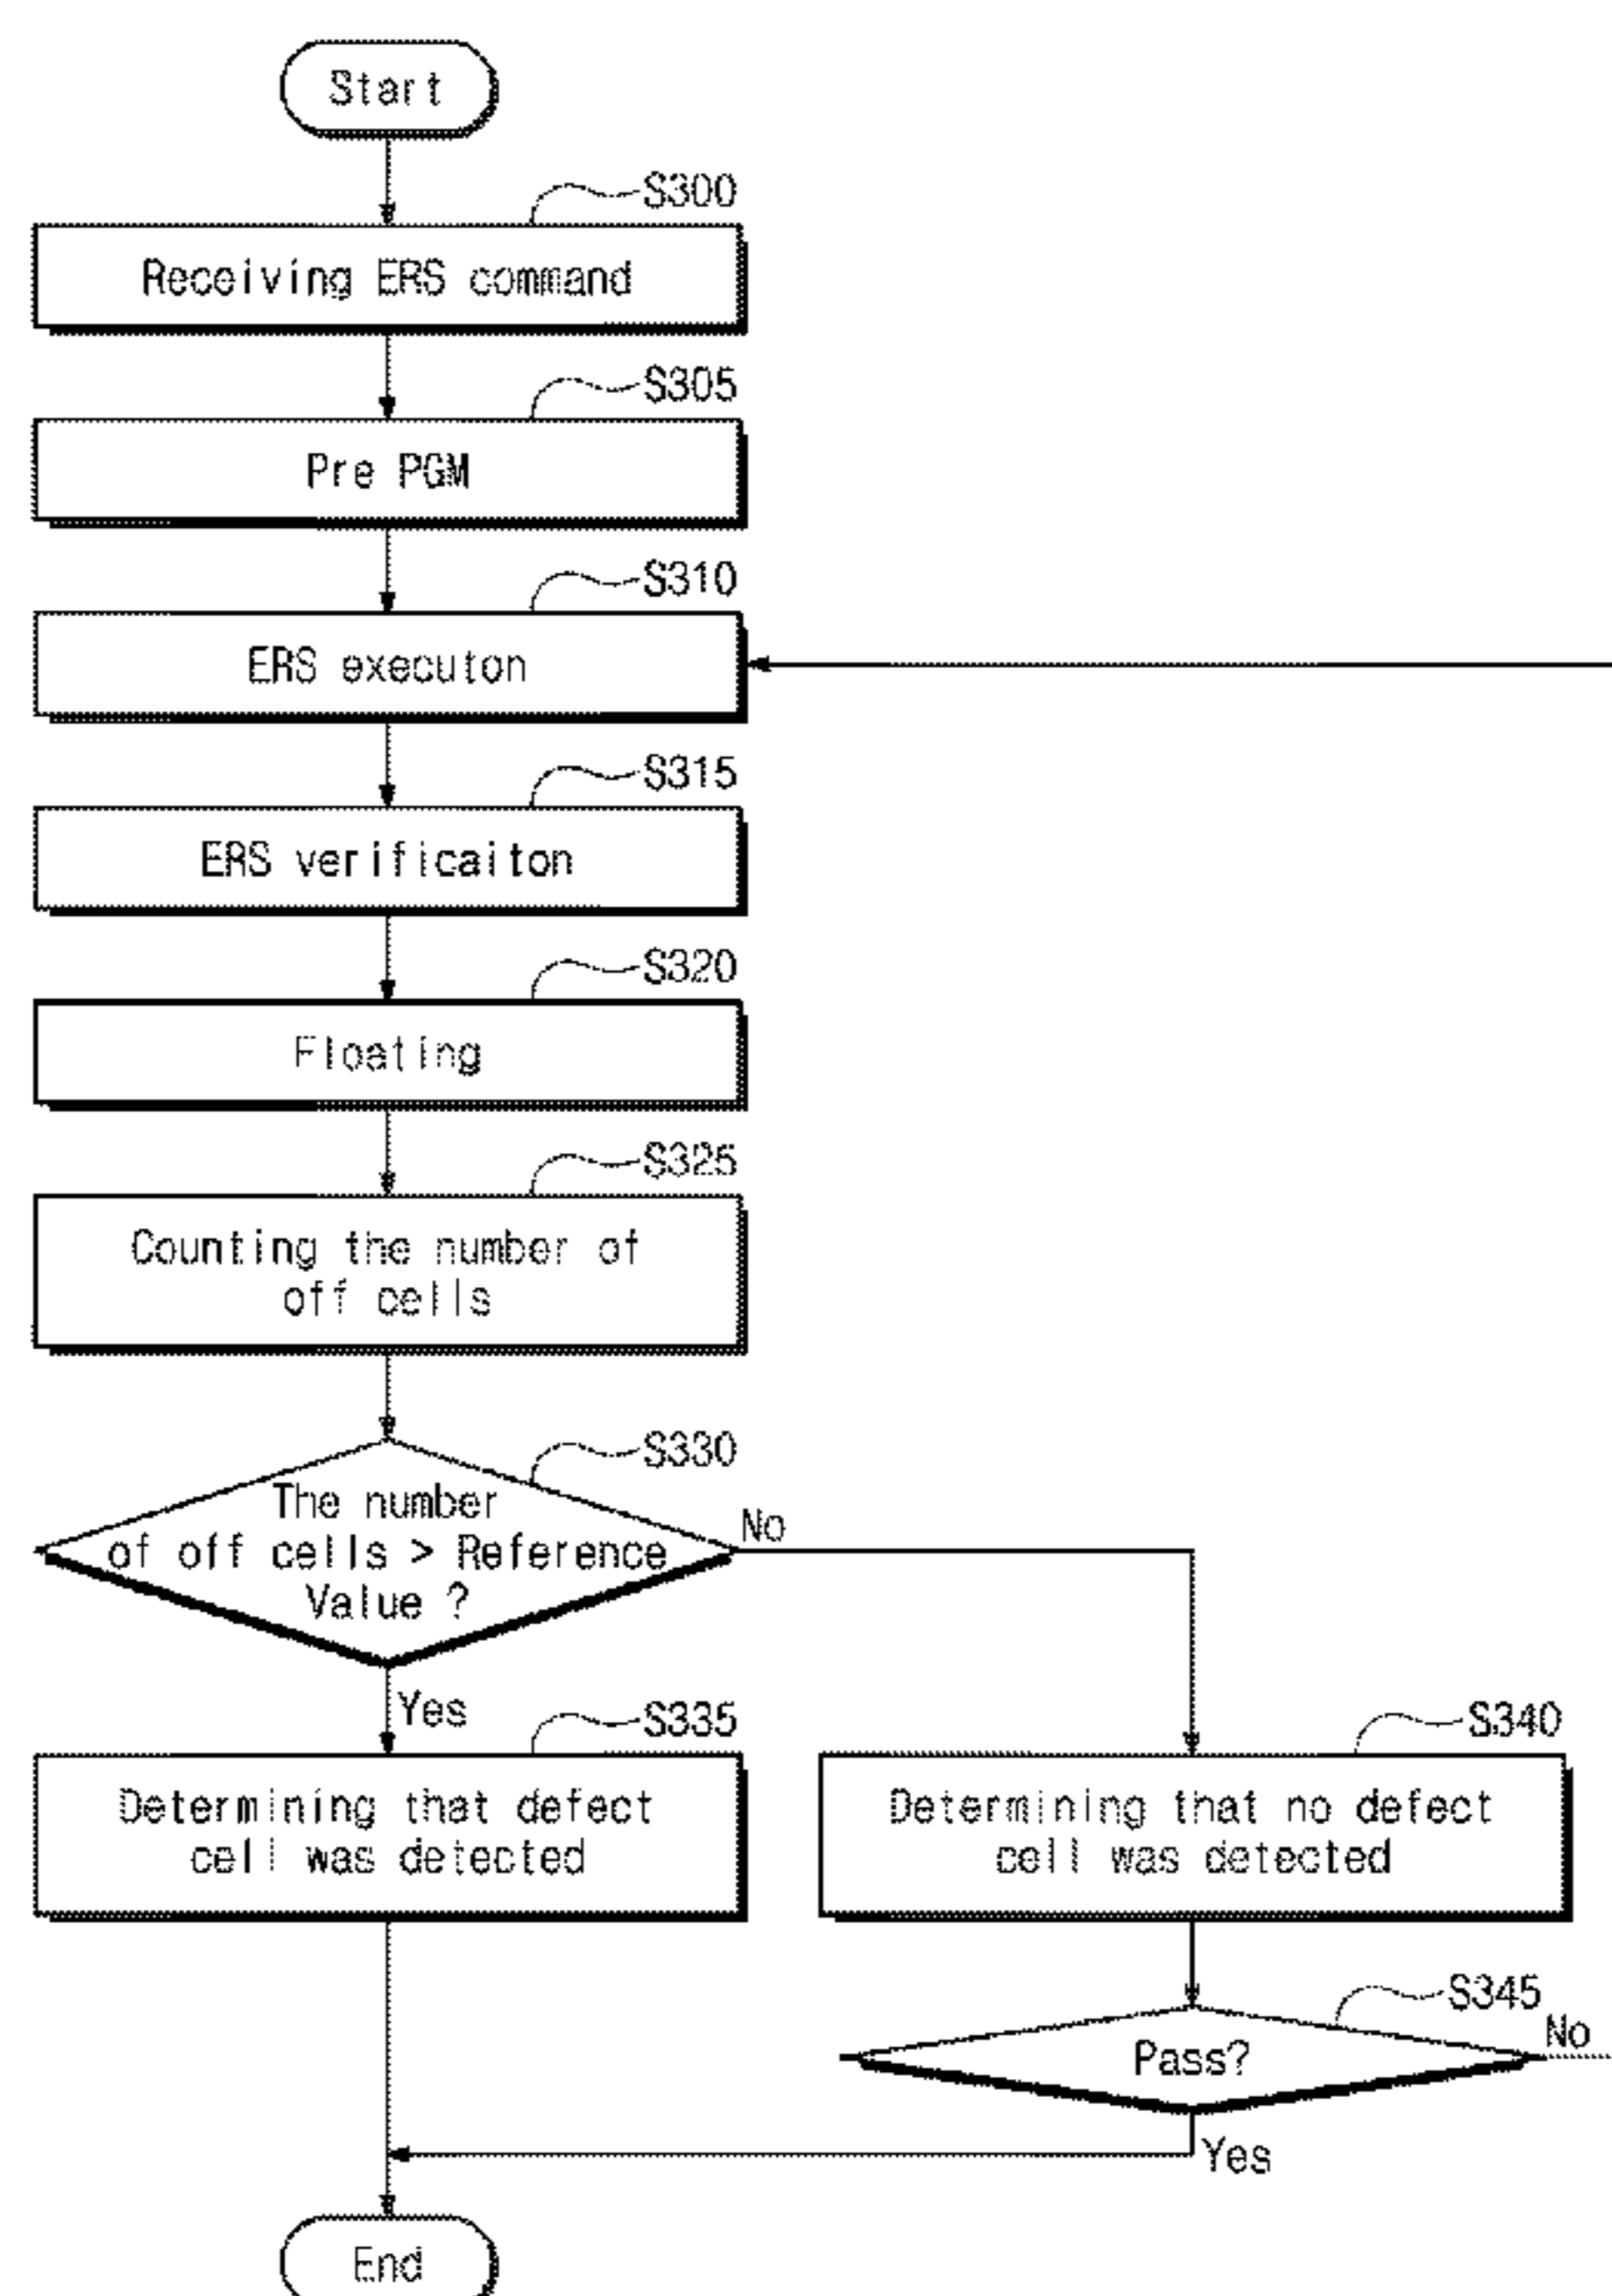 Start
S300
Receiving ERS command
S305
Pre PGM
S310
ERS executon
S315
ERS verificaiton
S320
Floating
S325
Counting the number of
off cells
S330
The number
of off cells > Reference
Value ?
No
Yes
S335
Determining that defect
cell was detected
S340
Determining that no defect
cell was detected
S345
Pass?
No
Yes
End